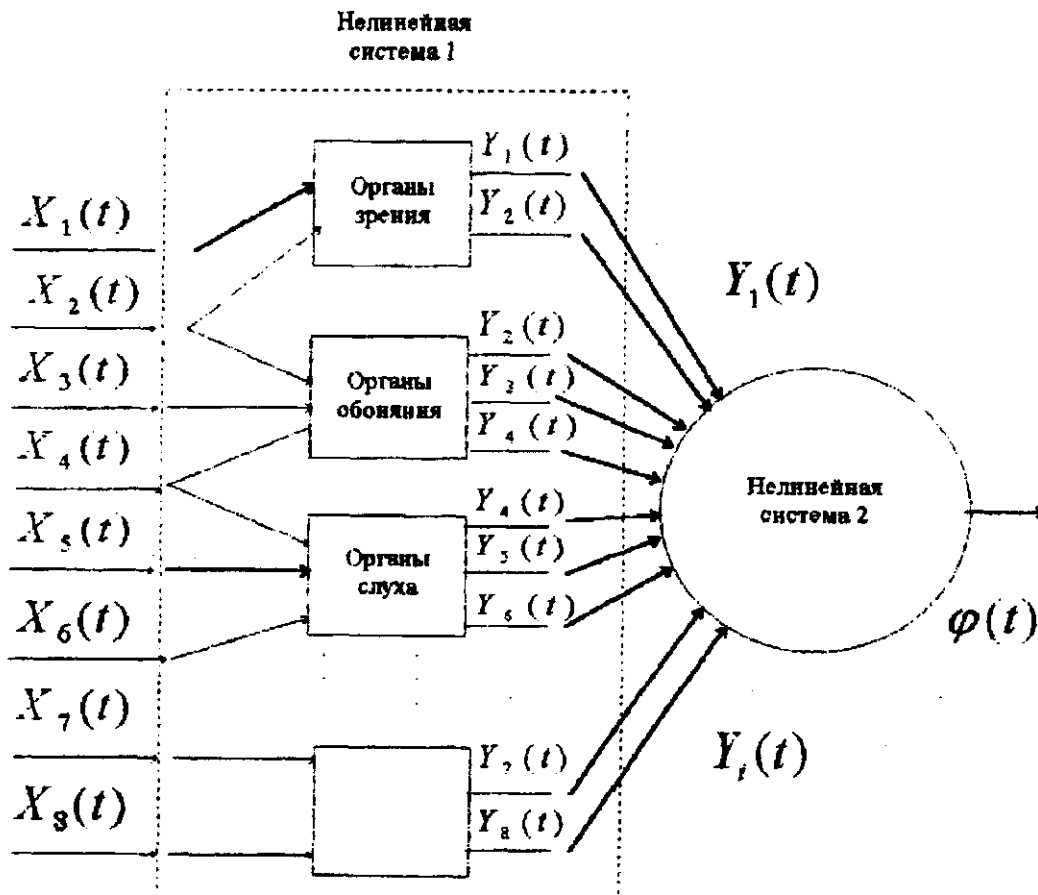 Нелинейная
система 1
X₁(t)
X₂(t)
X₃(t)
X₄(t)
X₅(t)
X₆(t)
X₇(t)
X₈(t)
Органы
зрения
Органы
обоняния
Органы
слуха
Y₁(t)
Y₂(t)
Y₂(t)
Y₃(t)
Y₄(t)
Y₄(t)
Y₅(t)
Y₆(t)
Y₇(t)
Y₈(t)
Y₁(t)
Нелинейная
система 2
Yᵢ(t)
φ(t)